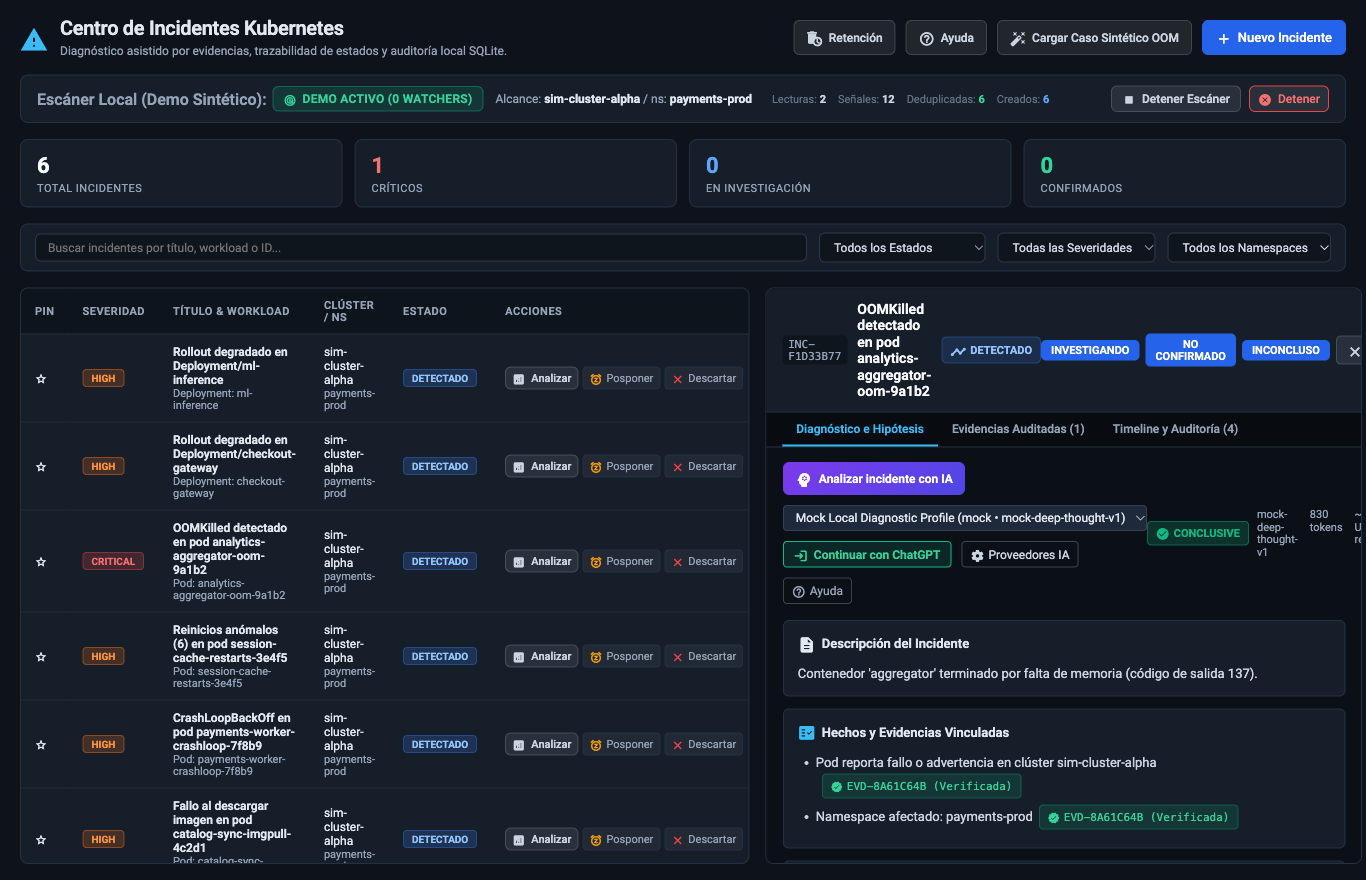 Centro de Incidentes Kubernetes
Diagnóstico asistido por evidencias, trazabilidad de estados y auditoría local SQLite.
Retención
Ayuda
Cargar Caso Sintético OOM
+ Nuevo Incidente
Escáner Local (Demo Sintético):
DEMO ACTIVO (0 WATCHERS)
Alcance: sim-cluster-alpha / ns: payments-prod
Lecturas: 2
Señales: 12
Deduplicadas: 6
Creados: 6
Detener Escáner
Detener
6
TOTAL INCIDENTES
1
CRÍTICOS
0
EN INVESTIGACIÓN
0
CONFIRMADOS
Buscar incidentes por título, workload o ID...
Todos los Estados
Todas las Severidades
Todos los Namespaces
PIN
SEVERIDAD
TÍTULO & WORKLOAD
CLÚSTER
/ NS
ESTADO
ACCIONES
HIGH
Rollout degradado en
Deployment/ml-
inference
Deployment: ml-
inference
sim-
cluster-
alpha
payments-
prod
DETECTADO
Analizar
Posponer
Descartar
HIGH
Rollout degradado en
Deployment/checkout-
gateway
Deployment: checkout-
gateway
sim-
cluster-
alpha
payments-
prod
DETECTADO
Analizar
Posponer
Descartar
CRITICAL
OOMKilled detectado
en pod analytics-
aggregator-oom-
9a1b2
Pod: analytics-
aggregator-oom-9a1b2
sim-
cluster-
alpha
payments-
prod
DETECTADO
Analizar
Posponer
Descartar
HIGH
Reinicios anómalos
(6) en pod session-
cache-restarts-3e4f5
Pod: session-cache-
restarts-3e4f5
sim-
cluster-
alpha
payments-
prod
DETECTADO
Analizar
Posponer
Descartar
HIGH
CrashLoopBackOff en
pod payments-worker-
crashloop-7f8b9
Pod: payments-worker-
crashloop-7f8b9
sim-
cluster-
alpha
payments-
prod
DETECTADO
Analizar
Posponer
Descartar
HIGH
Fallo al descargar
imagen en pod
catalog-sync-imgpull-
4c2d1
Pod: catalog-sync-
sim-
cluster-
alpha
payments-
DETECTADO
Analizar
Posponer
Descartar
INC-
F1D33B77
OOMKilled
detectado
en pod
analytics-
aggregator-
oom-9a1b2
DETECTADO
INVESTIGANDO
NO
CONFIRMADO
INCONCLUSO
Diagnóstico e Hipótesis
Evidencias Auditadas (1)
Timeline y Auditoría (4)
Analizar incidente con IA
Mock Local Diagnostic Profile (mock • mock-deep-thought-v1)
Continuar con ChatGPT
Proveedores IA
Ayuda
CONCLUSIVE
mock-
deep-
thought-
v1
830
tokens
Descripción del Incidente
Contenedor 'aggregator' terminado por falta de memoria (código de salida 137).
Hechos y Evidencias Vinculadas
• Pod reporta fallo o advertencia en clúster sim-cluster-alpha
EVD-8A61C64B (Verificada)
• Namespace afectado: payments-prod EVD-8A61C64B (Verificada)